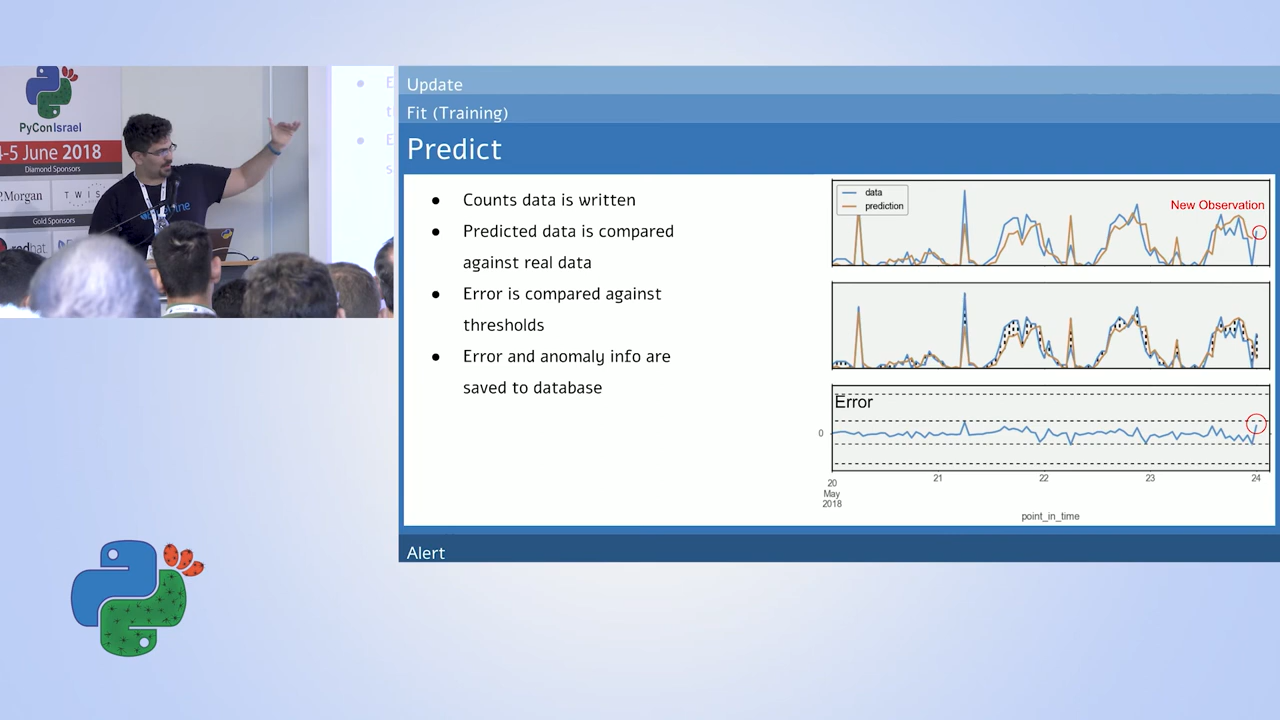 PyConIsrael
4-5 June 2018
Diamond Sponsors
P.Morgan
TWIS
Gold Sponsors
redhat
Update
Fit (Training)
Predict
● Counts data is written
● Predicted data is compared
against real data
● Error is compared against
thresholds
● Error and anomaly info are
saved to database
data
prediction
New Observation
Error
0
20
May
2018
21
22
23
24
point_in_time
Alert